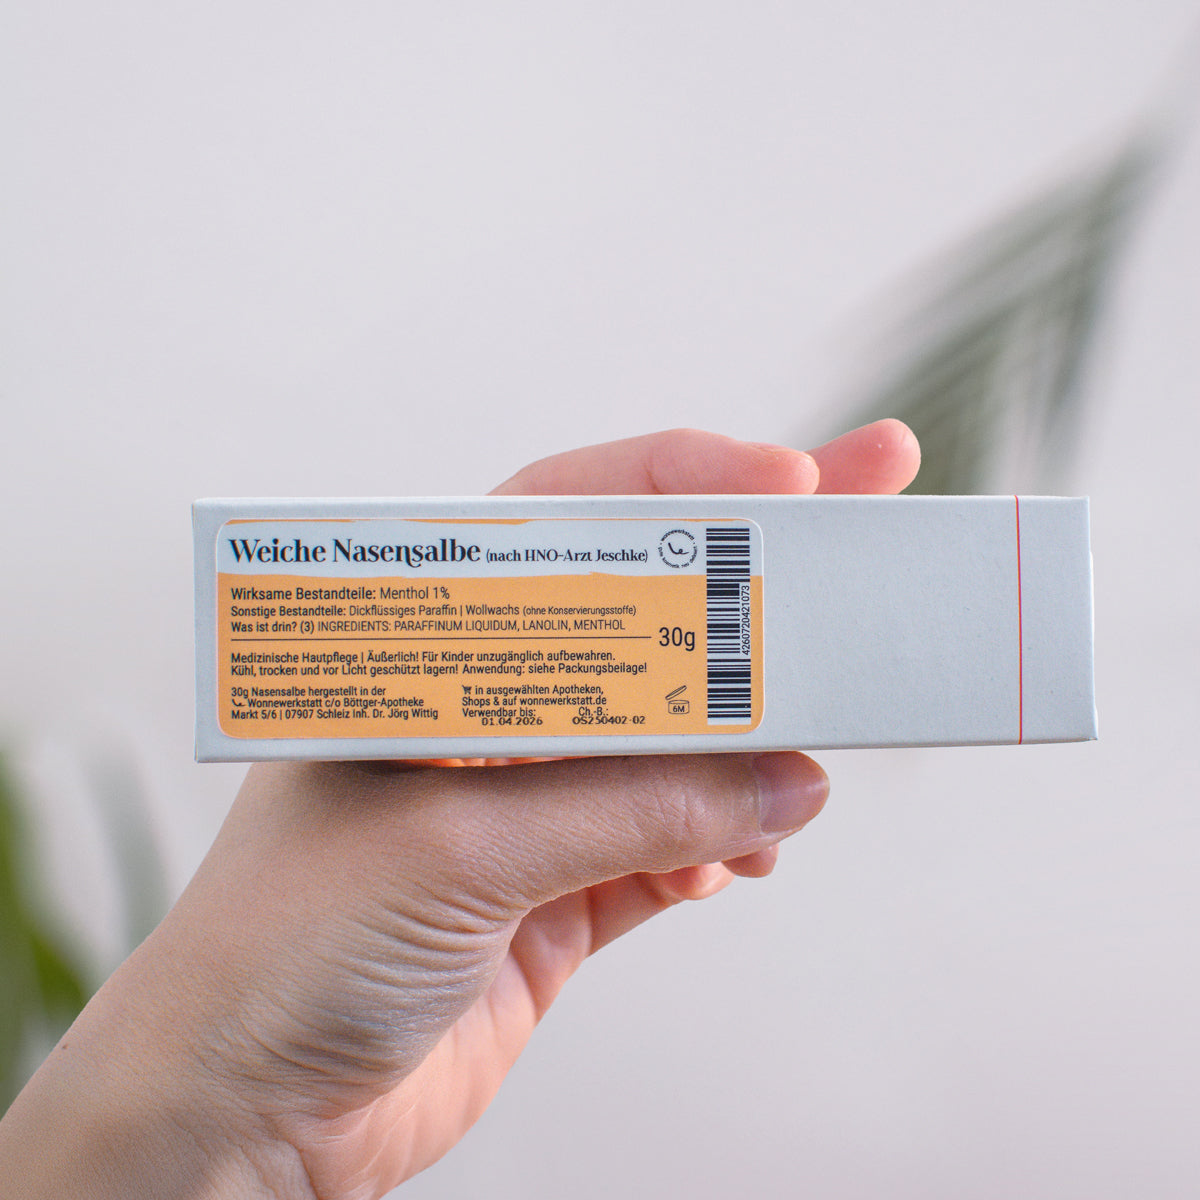 Weiche Nasensalbe (nach HNO-Arzt Jeschke)
wonnewerkstatt
Wirksame Bestandteile: Menthol 1%
Sonstige Bestandteile: Dickflüssiges Paraffin | Wollwachs (ohne Konservierungsstoffe)
Was ist drin? (3) INGREDIENTS: PARAFFINUM LIQUIDUM, LANOLIN, MENTHOL
30g
Medizinische Hautpflege | Äußerlich! Für Kinder unzugänglich aufbewahren.
Kühl, trocken und vor Licht geschützt lagern! Anwendung: siehe Packungsbeilage!
30g Nasensalbe hergestellt in der
Wonnewerkstatt c/o Böttger-Apotheke
Markt 5/6 | 07907 Schleiz Inh. Dr. Jörg Wittig
in ausgewählten Apotheken,
Shops & auf wonnewerkstatt.de
Verwendbar bis: Ch.-B.:
01.04.2026 OS250402-02
6M
4260720421073